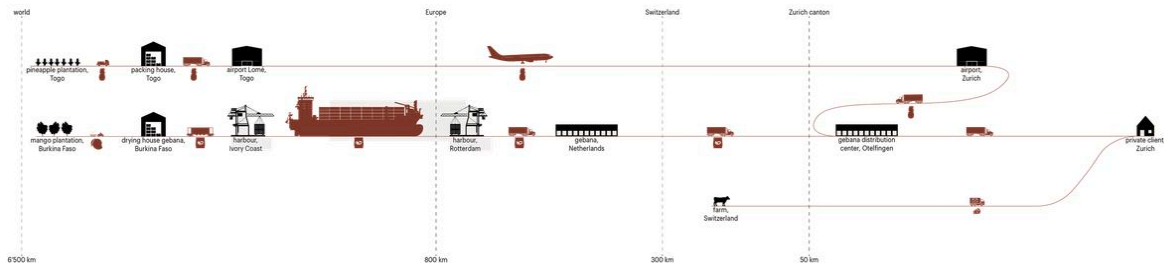 world
Europe
Switzerland
Zurich canton
pineapple plantation,
Togo
packing house,
Togo
airport Lomé,
Togo
airport,
Zurich
mango plantation,
Burkina Faso
drying house gebana,
Burkina Faso
harbour,
Ivory Coast
harbour,
Rotterdam
gebana,
Netherlands
gebana distribution
center, Otelfingen
private client
Zurich
farm,
Switzerland
6'500 km
800 km
300 km
50 km